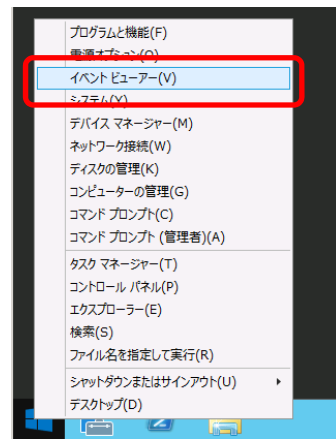 プログラムと機能(F)
電源オプション(O)
イベント ビューアー(V)
システム(Y)
デバイス マネージャー(M)
ネットワーク接続(W)
ディスクの管理(K)
コンピューターの管理(G)
コマンド プロンプト(C)
コマンド プロンプト (管理者)(A)
タスク マネージャー(T)
コントロール パネル(P)
エクスプローラー(E)
検索(S)
ファイル名を指定して実行(R)
シャットダウンまたはサインアウト(U)
デスクトップ(D)